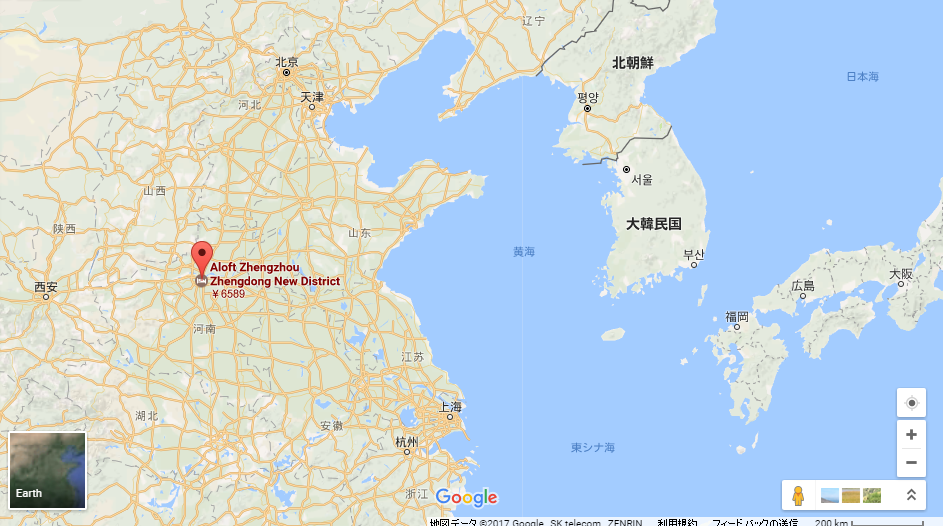 辽宁
北京
北朝鮮
日本海
天津
평양
河北
서울
山西
陕西
山东
大韓民国
黄海
부산
Aloft Zhengzhou
Zhengdong New District
￥6589
西安
大阪
広島
福岡
河南
江苏
上海
湖北
安徽
杭州
東シナ海
浙江
Earth
Google
地図データ ©2017 Google, SK telecom, ZENRIN 利用規約 フィードバックの送信 200 km